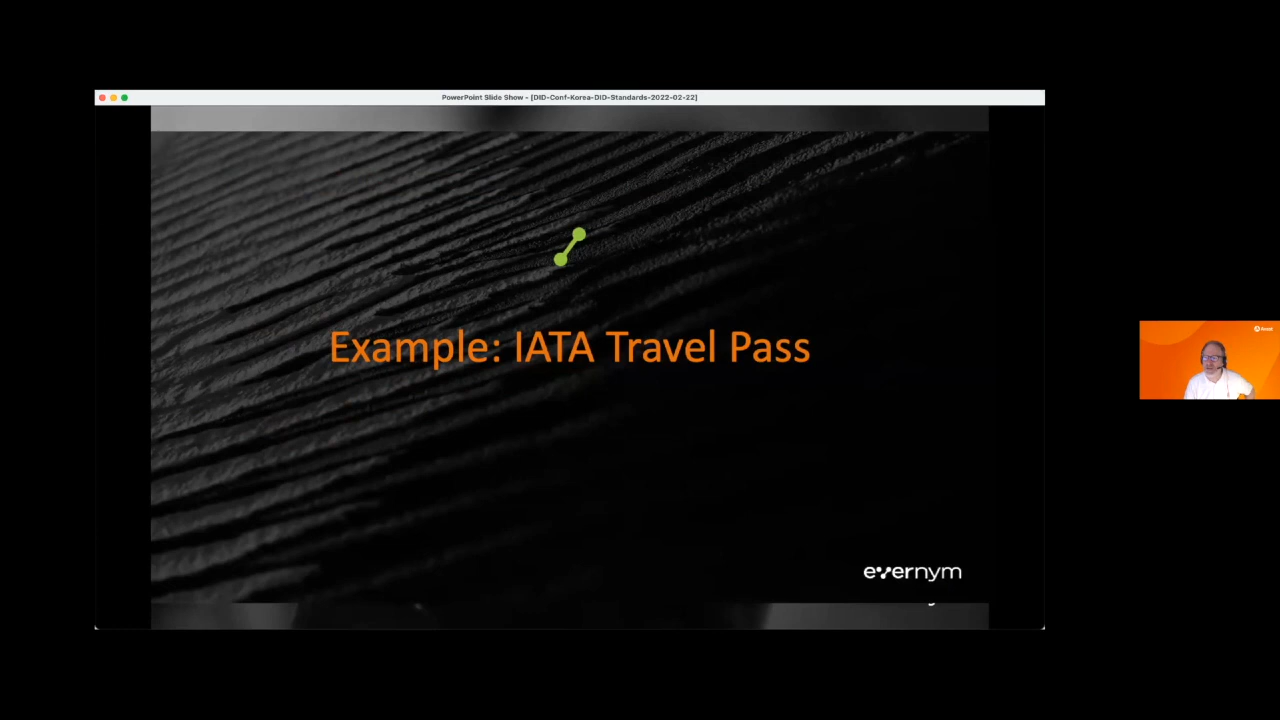 PowerPoint Slide Show - [DID-Conf-Korea-DID-Standards-2022-02-22]
Example: IATA Travel Pass
evernym